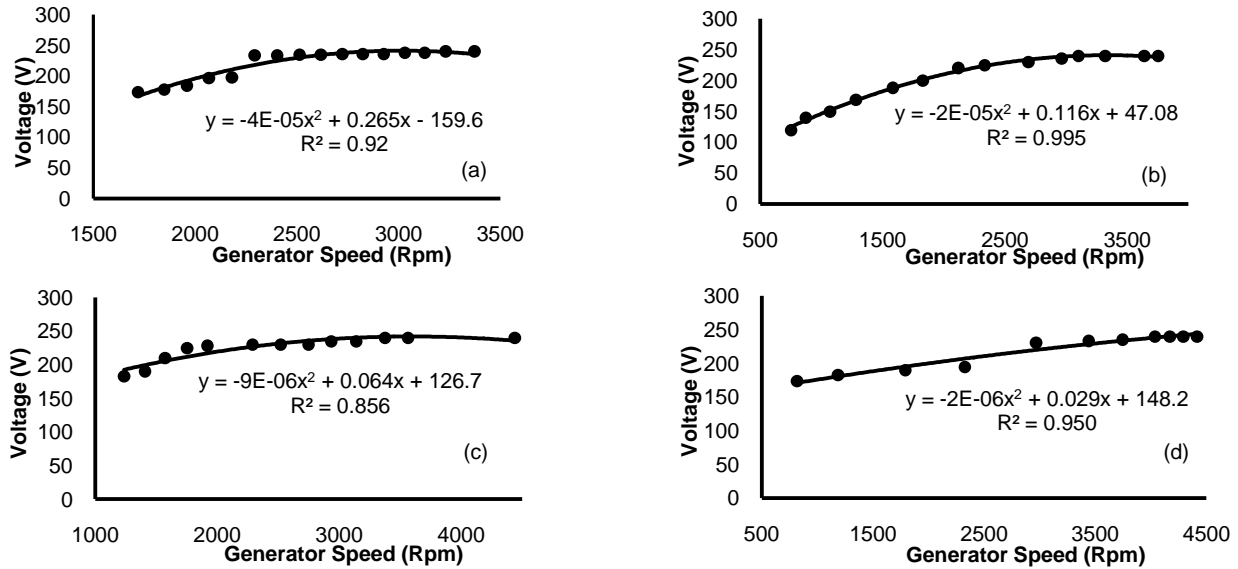 300
250
200
150
100
50
0
Voltage (V)
y = -4E-05x² + 0.265x - 159.6
R² = 0.92
(a)
1500 2000 2500 3000 3500
Generator Speed (Rpm)
300
250
200
150
100
50
0
Voltage (V)
y = -2E-05x² + 0.116x + 47.08
R² = 0.995
(b)
500 1500 2500 3500
Generator Speed (Rpm)
300
250
200
150
100
50
0
Voltage (V)
y = -9E-06x² + 0.064x + 126.7
R² = 0.856
(c)
1000 2000 3000 4000
Generator Speed (Rpm)
300
250
200
150
100
50
0
Voltage (V)
y = -2E-06x² + 0.029x + 148.2
R² = 0.950
(d)
500 1500 2500 3500 4500
Generator Speed (Rpm)